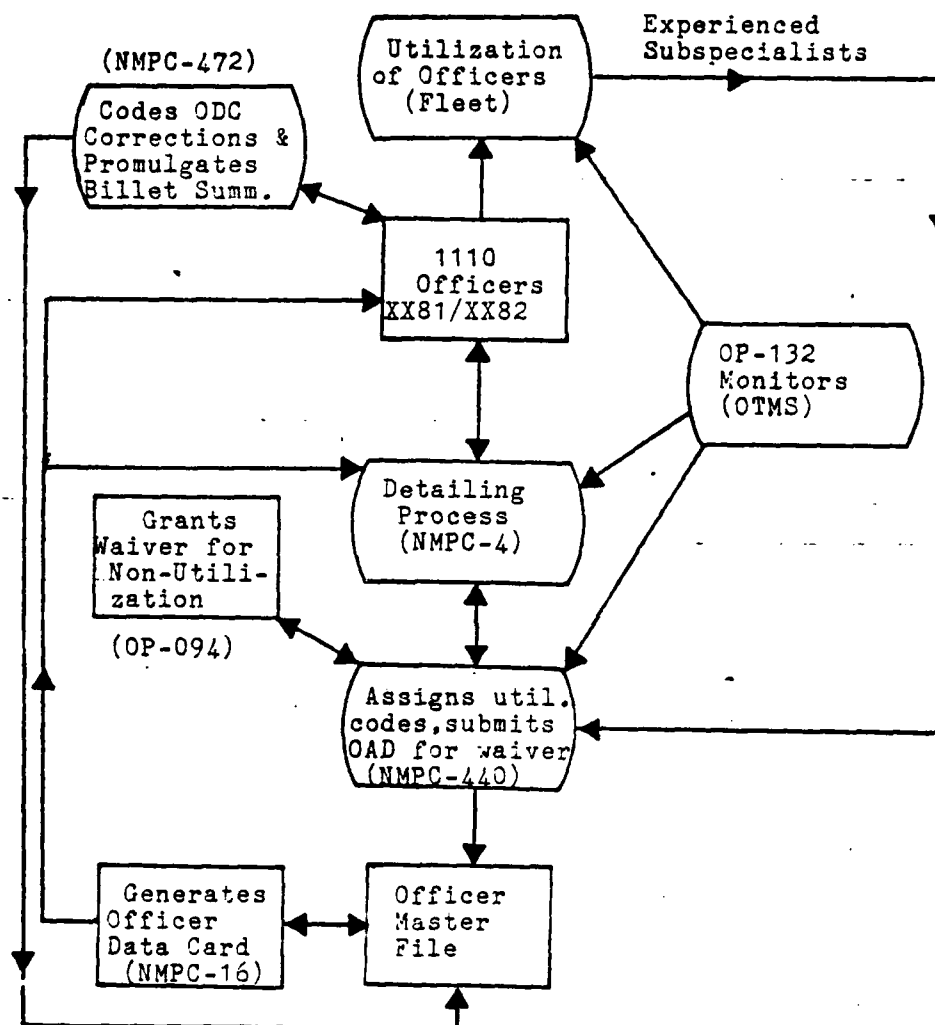 Experienced
Subspecialists
Utilization
of Officers
(Fleet)
(NMPC-472)
Codes ODC
Corrections &
Promulgates
Billet Summ.
1110
Officers
XX81/XX82
OP-132
Monitors
(OTMS)
Detailing
Process
(NMPC-4)
Grants
Waiver for
Non-Utili-
zation
(OP-094)
Assigns util.
codes,submits
OAD for waiver
(NMPC-440)
Generates
Officer
Data Card
(NMPC-16)
Officer
Master
File